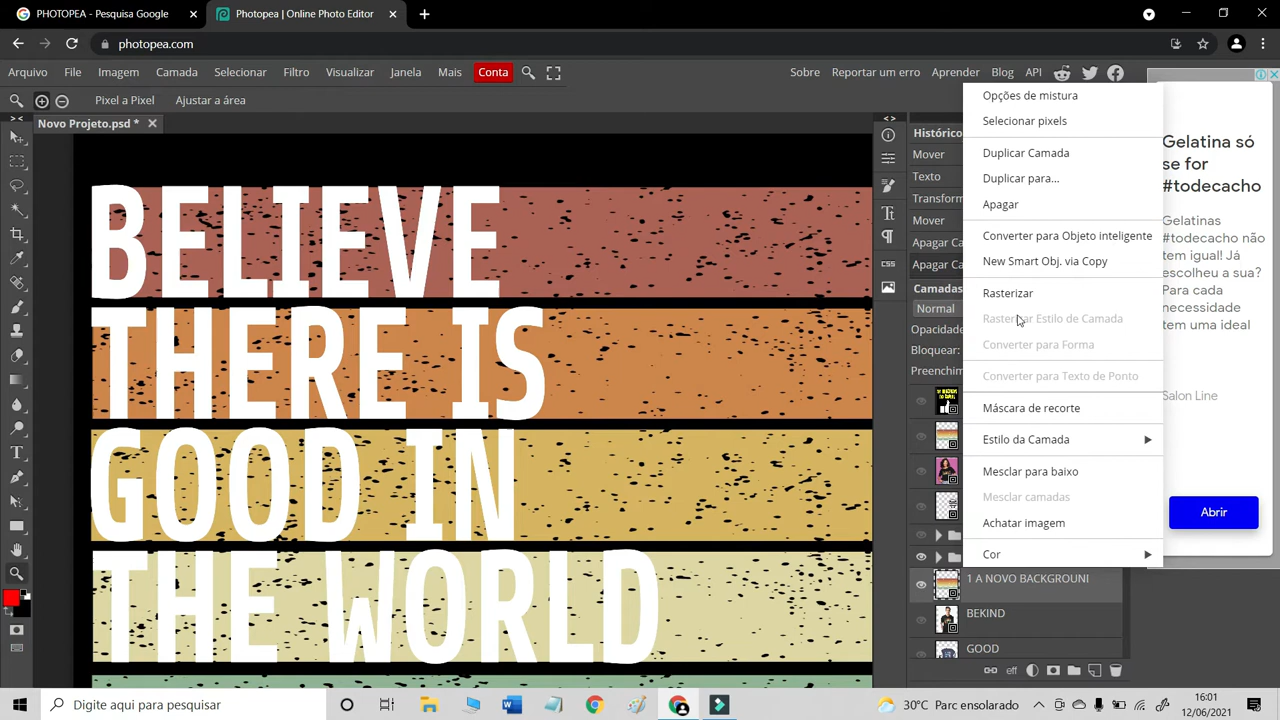 POTHOPEA - Pesquisa Google
Photopea | Online Photo Editor
photopea.com
Arquivo File Imagem Camada Selecionar Filtro Visualizar Janela Mais Conta
Sobre Reportar um erro Aprender Blog API
Pixel a Pixel Ajustar a área
Novo Projeto.psd *
BELIEVE
THERE IS
GOOD IN
THE WORLD
Histórico
Mover
Texto
Transform
Mover
Apagar Ca
Apagar Ca
Camadas
Normal
Opacidade
Bloquear:
Preenchim
CSS
Opções de mistura
Selecionar pixels
Duplicar Camada
Duplicar para...
Apagar
Converter para Objeto inteligente
New Smart Obj. via Copy
Rasterizar
Estilo de Camada
Converter para Forma
Converter para Texto de Ponto
Máscara de recorte
Estilo da Camada
Mesclar para baixo
Mesclar camadas
Achatar imagem
Cor
1 A NOVO BACKGROUNI
BEKIND
GOOD
eff
Gelatina só
se for
#todecacho
Gelatinas
#todecacho não
tem igual! Já
escolheu a sua?
Para cada
necessidade
tem uma ideal
Salon Line
Abrir
Digite aqui para pesquisar
30°C Parc ensolarado
16:01
12/06/2021